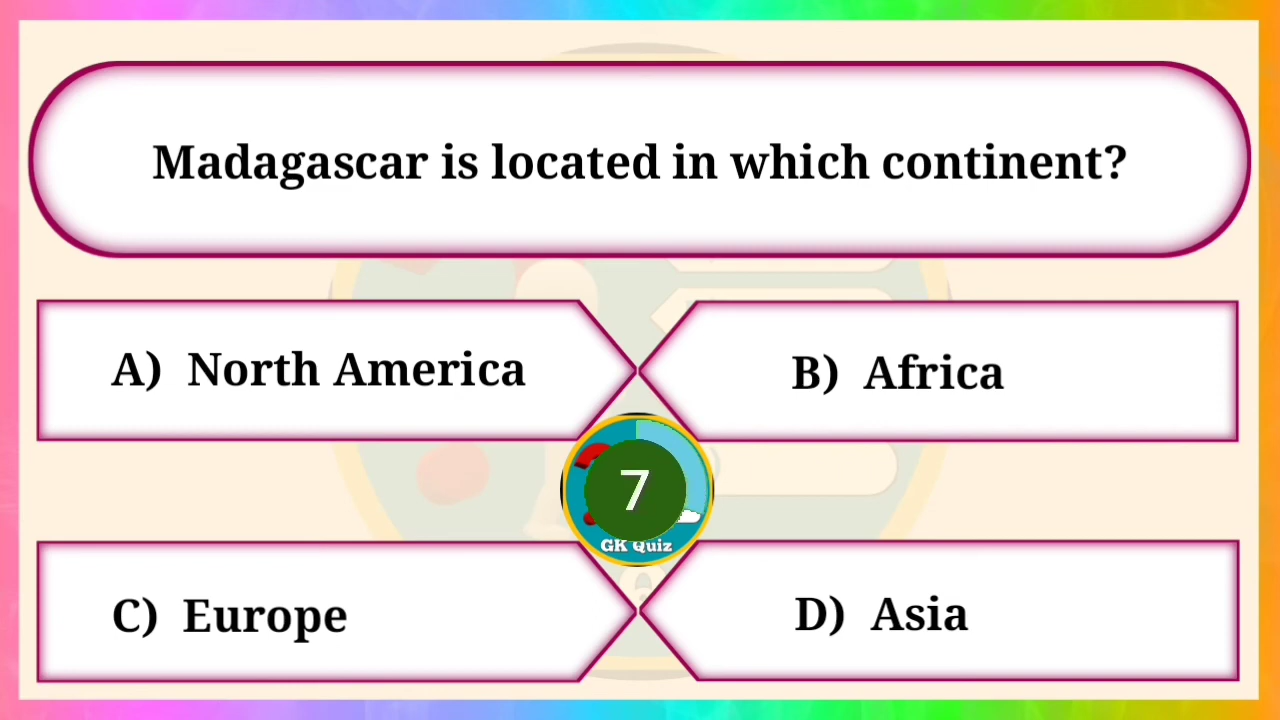 Madagascar is located in which continent?
A) North America
B) Africa
7
GK Quiz
C) Europe
D) Asia